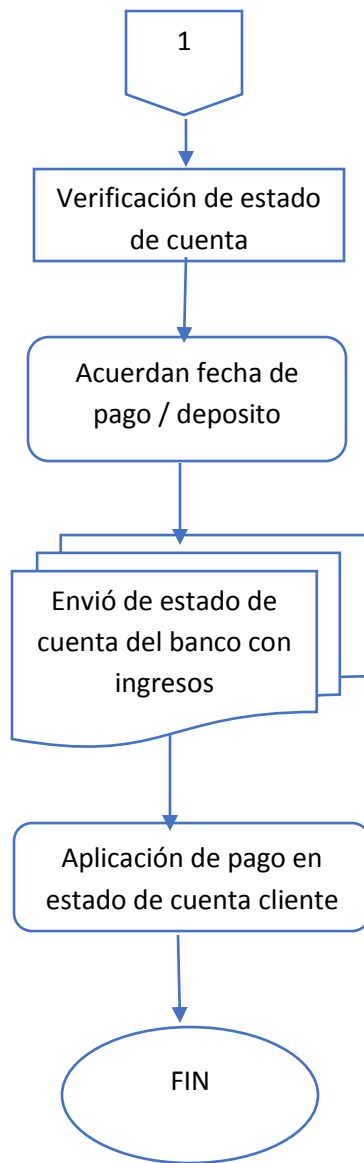 1
Verificación de estado
de cuenta
Acuerdan fecha de
pago / deposito
Envió de estado de
cuenta del banco con
ingresos
Aplicación de pago en
estado de cuenta cliente
FIN